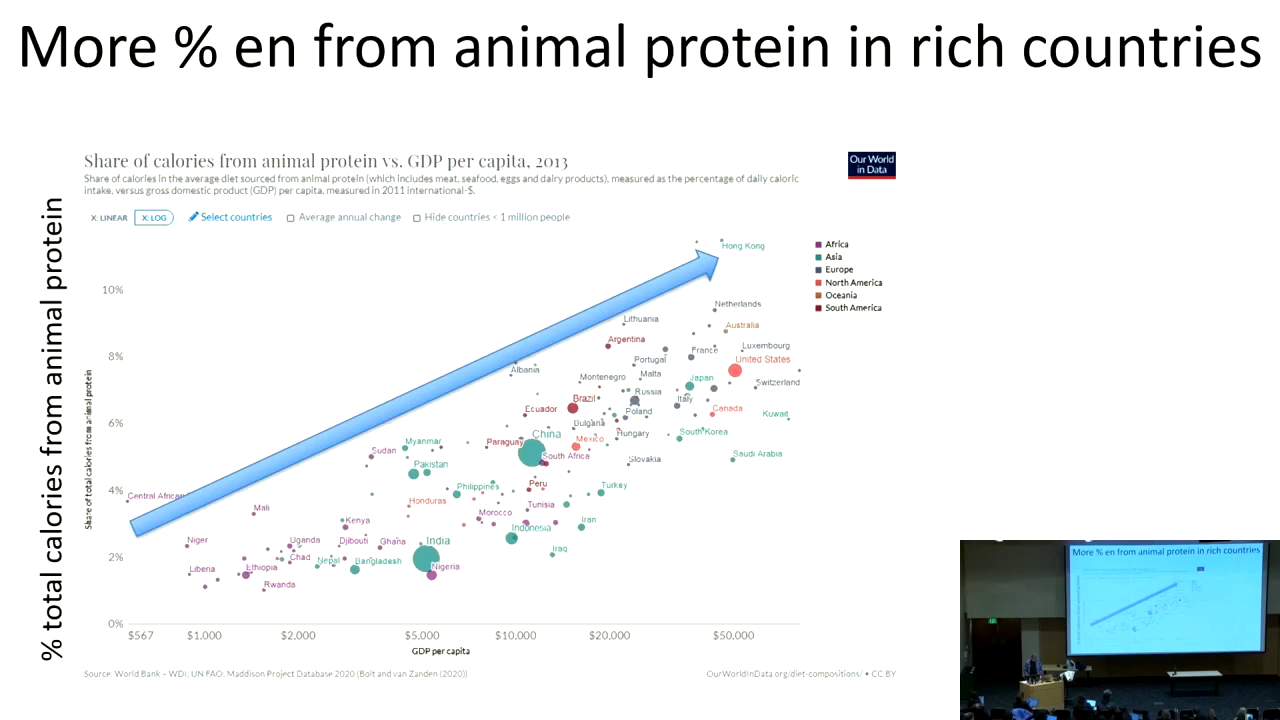 More % en from animal protein in rich countries
Share of calories from animal protein vs. GDP per capita, 2013
Share of calories in the average diet sourced from animal protein (which includes meat, seafood, eggs and dairy products), measured as the percentage of daily caloric
intake, versus gross domestic product (GDP) per capita, measured in 2011 international-$.
Our World
in Data
X: LINEAR
X: LOG
Select countries
Average annual change
Hide countries < 1 million people
% total calories from animal protein
Share of total calories from animal protein
10%
8%
6%
4%
2%
0%
Hong Kong
Netherlands
Lithuania
Australia
Argentina
Luxembourg
France
Portugal
United States
Albania
Malta
Montenegro
Japan
Switzerland
Russia
Brazil
Italy
Ecuador
Poland
Canada
Kuwait
Bulgaria
China
Hungary
South Korea
Mexico
Myanmar
Paraguay
Sudan
South Africa
Saudi Arabia
Slovakia
Pakistan
Peru
Turkey
Philippines
Central African
Honduras
Tunisia
Mali
Morocco
Kenya
Iran
Indonesia
Niger
Uganda
Djibouti
Ghana
India
Iraq
Chad
Nepal
Bangladesh
Liberia
Ethiopia
Nigeria
Rwanda
Africa
Asia
Europe
North America
Oceania
South America
$567
$1,000
$2,000
$5,000
$10,000
$20,000
$50,000
GDP per capita
Source: World Bank – WDI; UN FAO; Maddison Project Database 2020 (Bolt and van Zanden (2020))
OurWorldInData.org/diet-compositions/ • CC BY
More % en from animal protein in rich countries